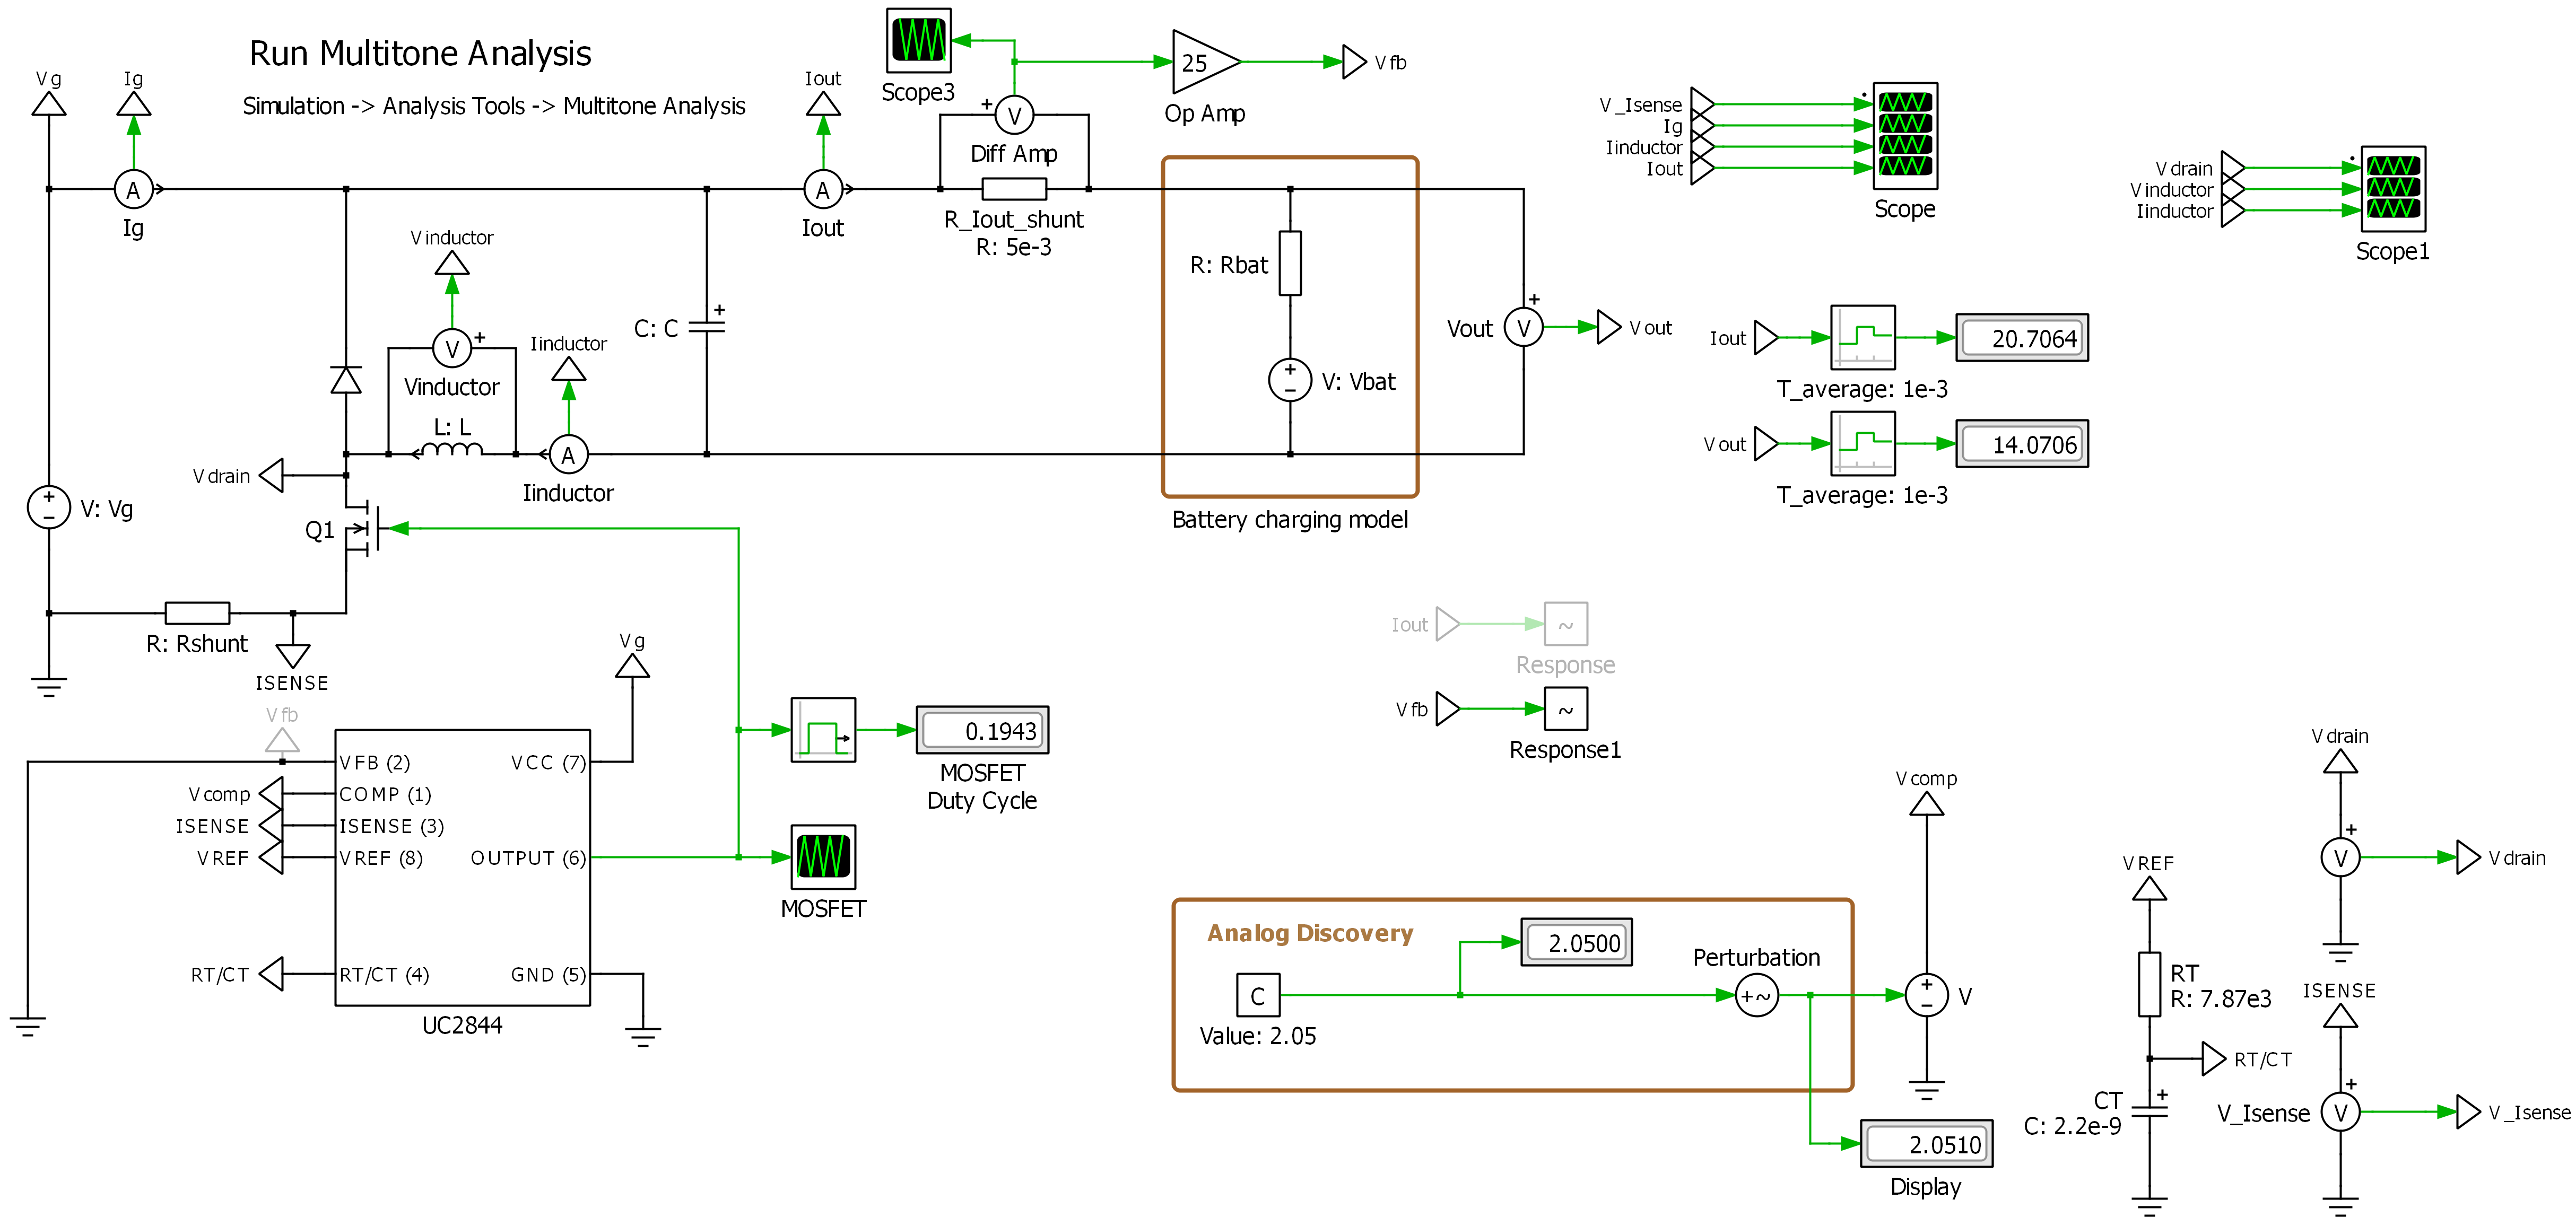 Run Multitone Analysis
Simulation -> Analysis Tools -> Multitone Analysis
Vg
Ig
A
Ig
Iout
A
Iout
Scope3
V
+
Diff Amp
R_Iout_shunt
R: 5e-3
25
Op Amp
Vfb
V_Isense
Ig
Iinductor
Iout
Scope
Vdrain
Vinductor
Iinductor
Scope1
Vinductor
V
+
Vinductor
L: L
Iinductor
A
Iinductor
C: C
+
R: Rbat
+
−
V: Vbat
Battery charging model
Vout
V
+
Vout
Iout
20.7064
T_average: 1e-3
Vout
14.0706
T_average: 1e-3
Vdrain
+
−
V: Vg
Q1
R: Rshunt
ISENSE
Vg
Vfb
VFB (2)
VCC (7)
Vcomp
COMP (1)
ISENSE
ISENSE (3)
VREF
VREF (8)
OUTPUT (6)
RT/CT
RT/CT (4)
GND (5)
UC2844
0.1943
MOSFET
Duty Cycle
MOSFET
Iout
~
Response
Vfb
~
Response1
Analog Discovery
C
Value: 2.05
2.0500
Perturbation
+~
Vcomp
+
−
V
2.0510
Display
VREF
RT
R: 7.87e3
RT/CT
CT
C: 2.2e-9
+
Vdrain
V
+
Vdrain
ISENSE
V_Isense
V
+
V_Isense